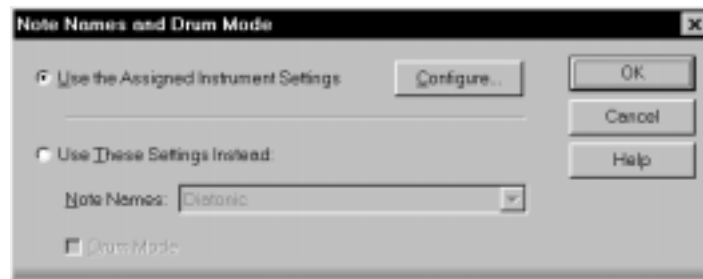 Note Names and Drum Mode
Use the Assigned Instrument Settings
Configure...
OK
Cancel
Use These Settings Instead:
Help
Note Names: Diatonic
Drum Mode